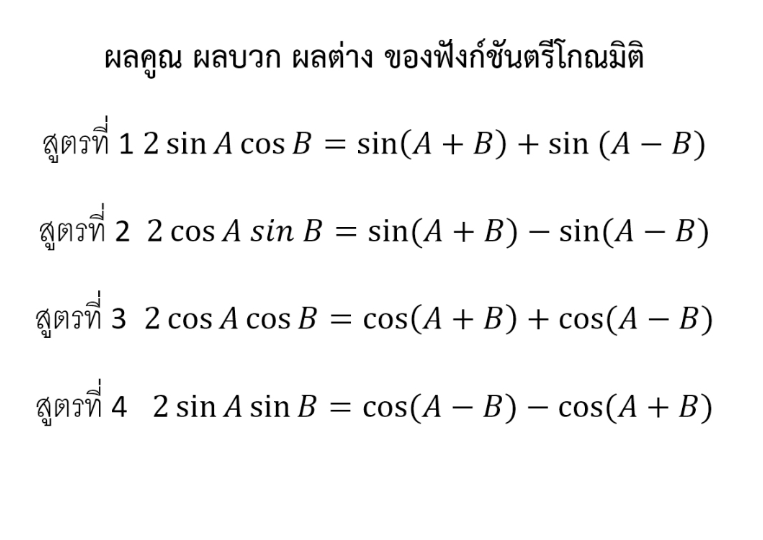 ผลคูณ ผลบวก ผลต่าง ของฟังก์ชันตรีโกณมิติ
สูตรที่ 1 2 sin A cos B = sin(A + B) + sin (A − B)
สูตรที่ 2 2 cos A sin B = sin(A + B) − sin(A − B)
สูตรที่ 3 2 cos A cos B = cos(A + B) + cos(A − B)
สูตรที่ 4 2 sin A sin B = cos(A − B) − cos(A + B)